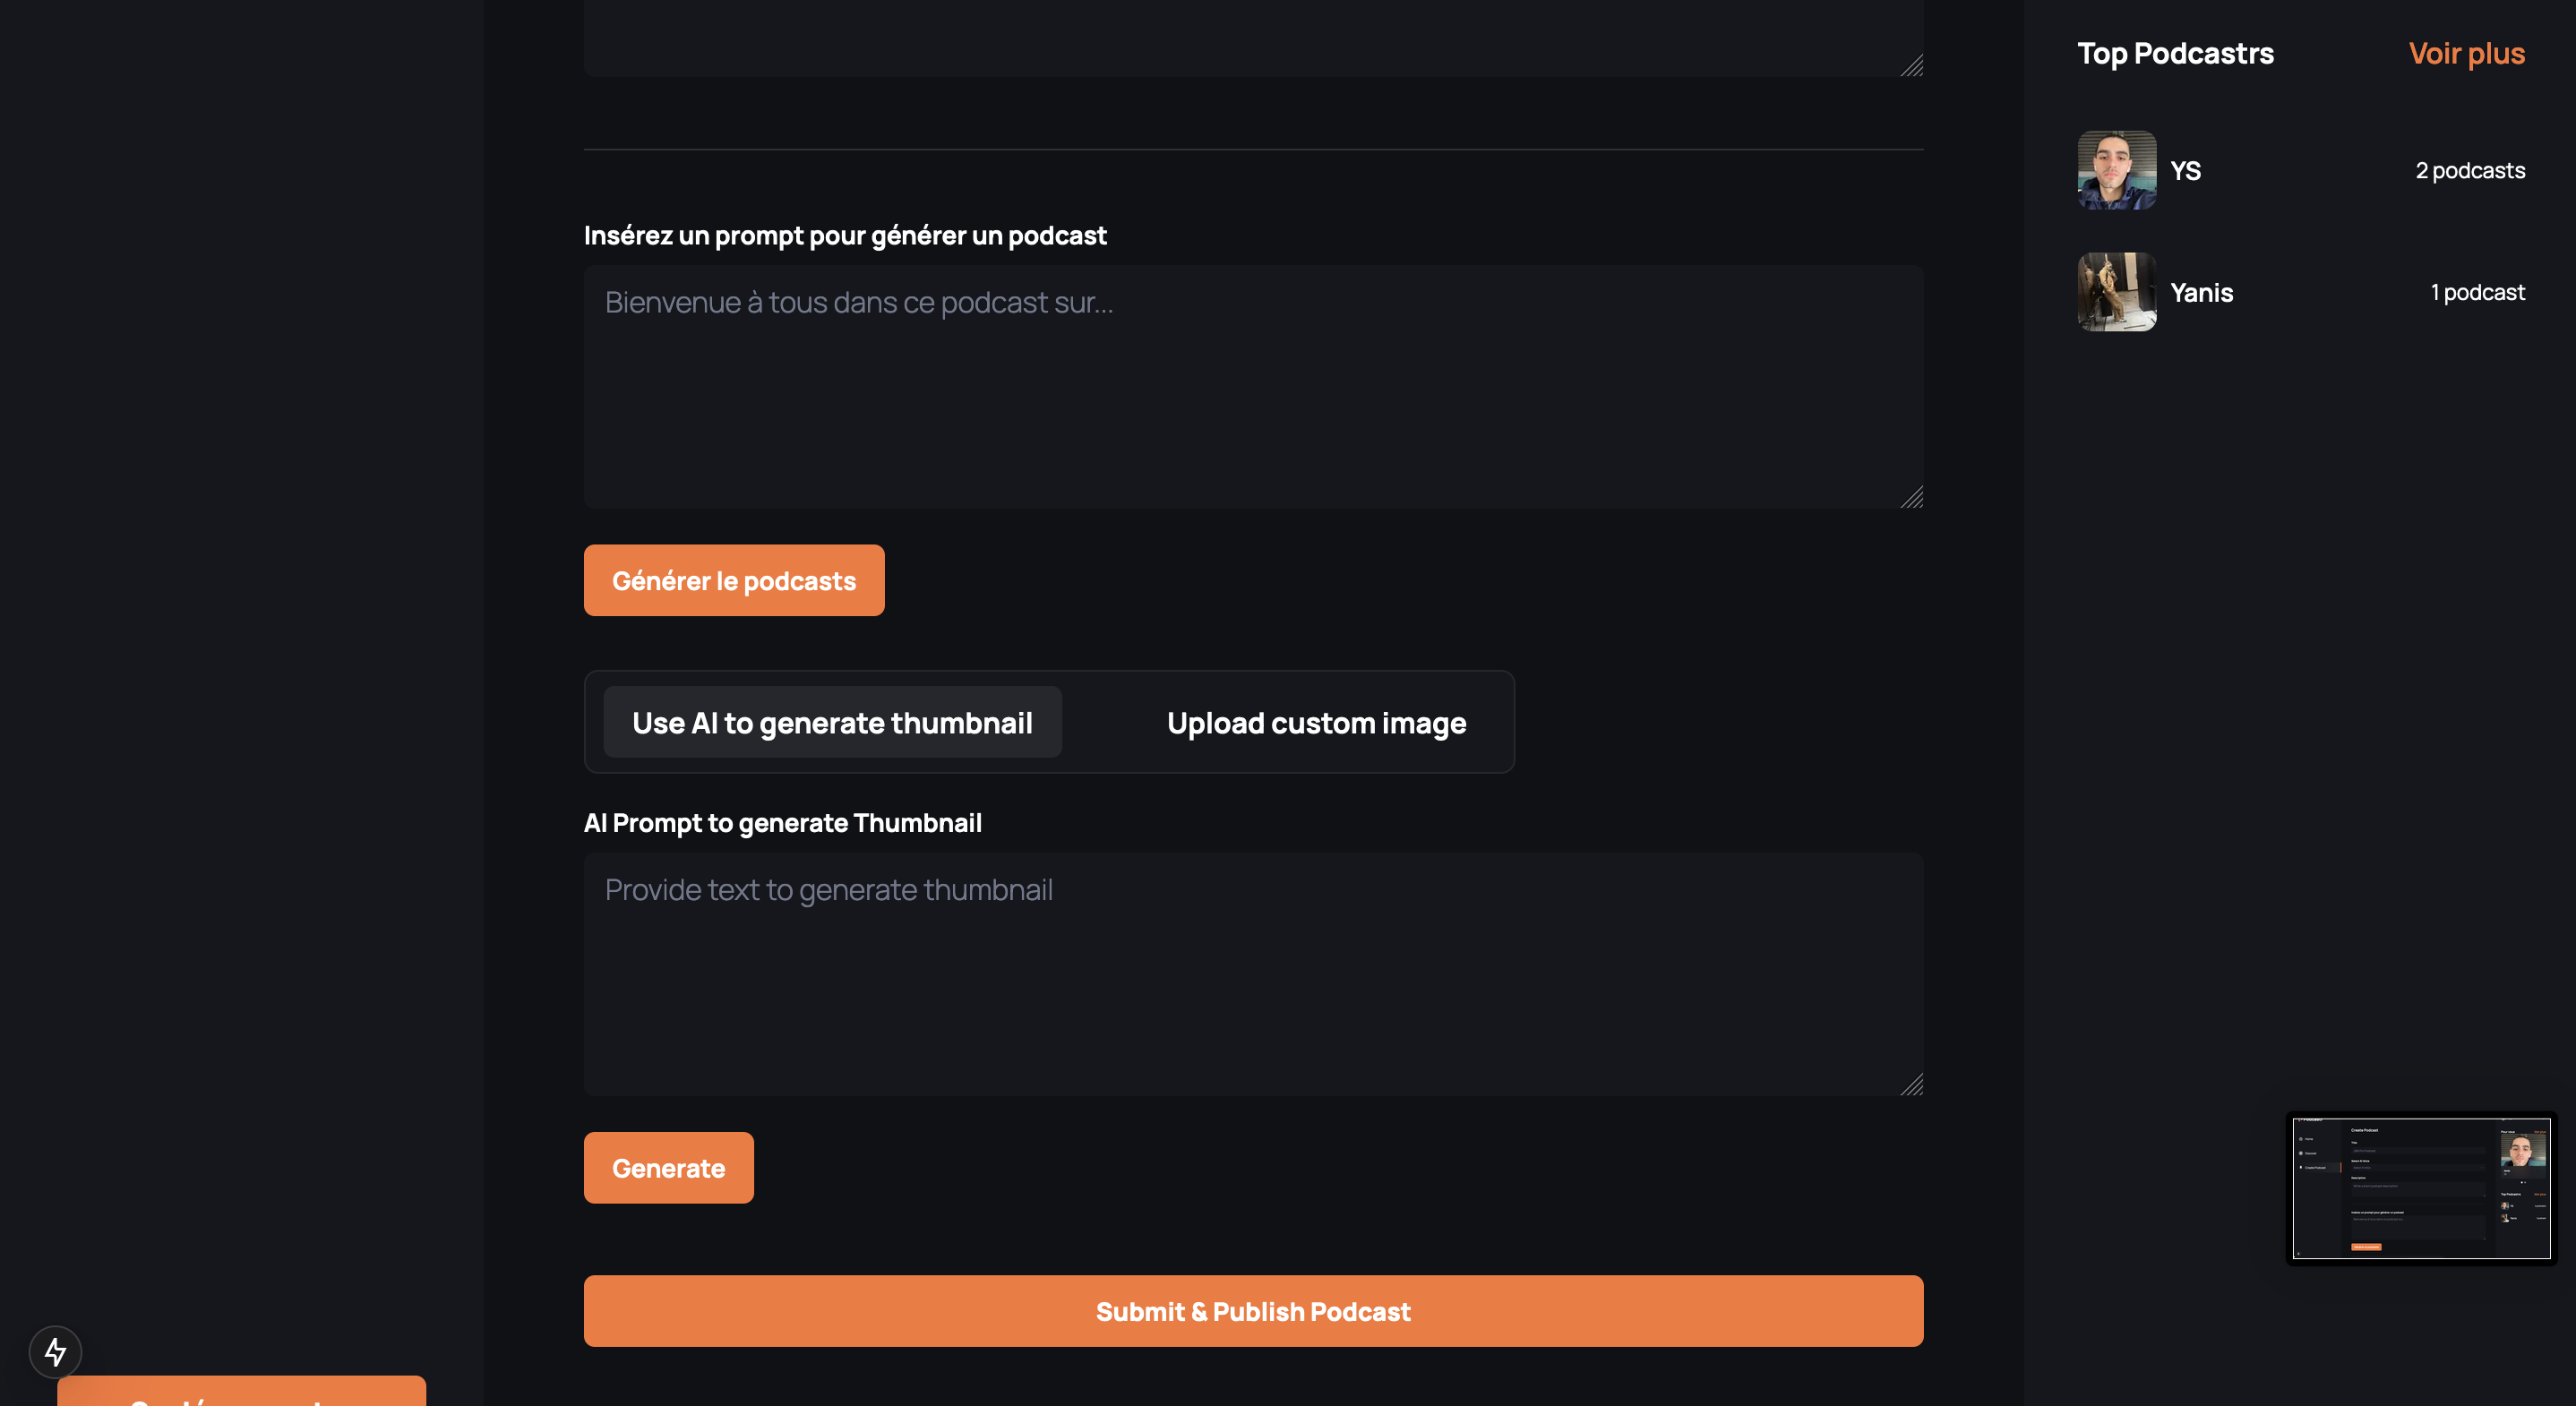 Insérez un prompt pour générer un podcast
Bienvenue à tous dans ce podcast sur...
Générer le podcasts
Use AI to generate thumbnail
Upload custom image
AI Prompt to generate Thumbnail
Provide text to generate thumbnail
Generate
Submit & Publish Podcast
Top Podcastrs
Voir plus
YS
2 podcasts
Yanis
1 podcast